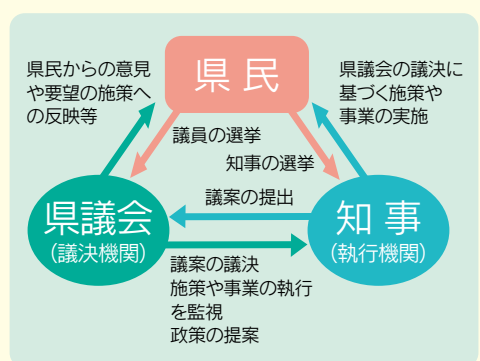 県民
県民からの意見
や要望の施策へ
の反映等
県議会の議決に
基づく施策や
事業の実施
議員の選挙
知事の選挙
議案の提出
県議会
(議決機関)
知事
(執行機関)
議案の議決
施策や事業の執行
を監視
政策の提案